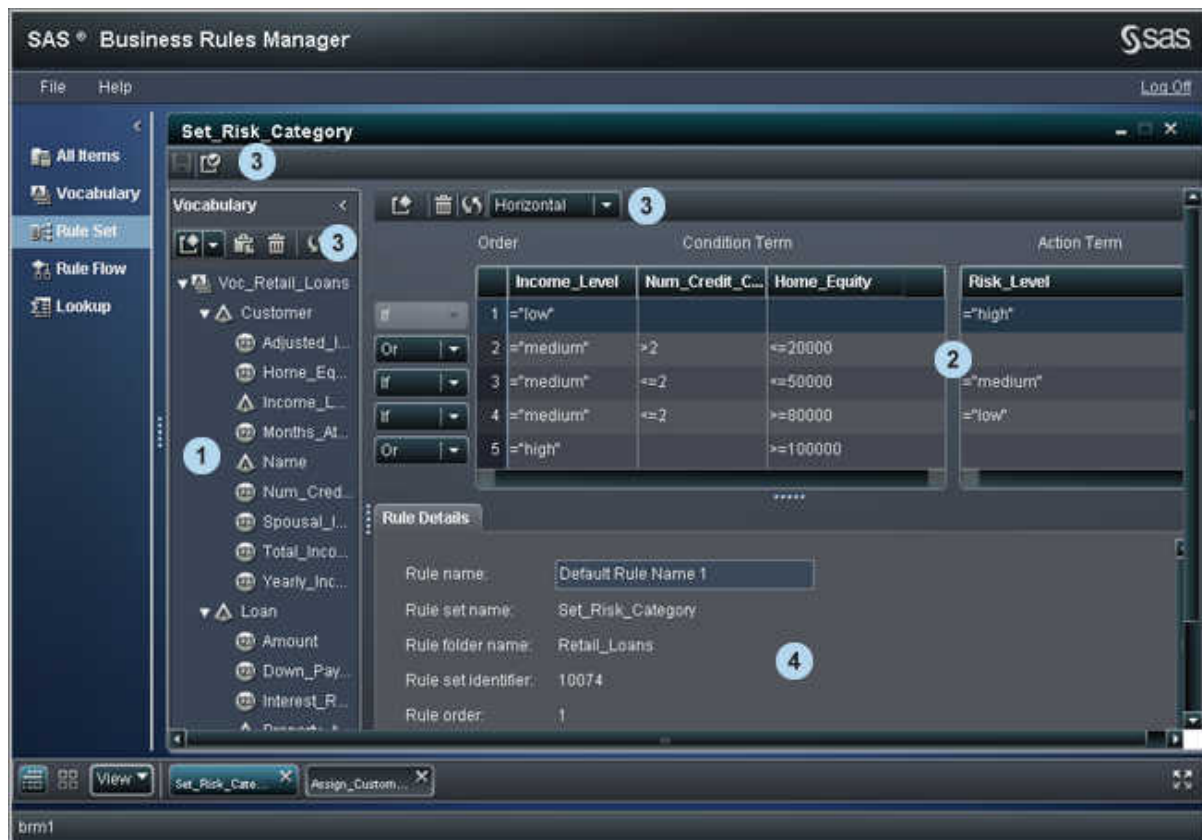 SAS ® Business Rules Manager
sas
File Help
Log Off
Set_Risk_Category
All Items
Vocabulary
Rule Set
Rule Flow
Lookup
3
Vocabulary
3
Voc_Retail_Loans
Customer
Adjusted_I...
Home_Eq...
Income_L...
Months_At...
1
Name
Num_Cred...
Spousal_I...
Total_Inco...
Yearly_Inc...
Loan
Amount
Down_Pay...
Interest_R...
Horizontal
3
Order Condition Term Action Term
Income_Level Num_Credit_C... Home_Equity Risk_Level
If 1 ="low" ="high"
Or 2 ="medium" >2 <=20000
2
If 3 ="medium" <=2 <=50000 ="medium"
If 4 ="medium" <=2 >=80000 ="low"
Or 5 ="high" >=100000
Rule Details
Rule name: Default Rule Name 1
Rule set name: Set_Risk_Category
Rule folder name: Retail_Loans
4
Rule set identifier: 10074
Rule order: 1
View
Set_Risk_Cate...
Assign_Custom...
brm1